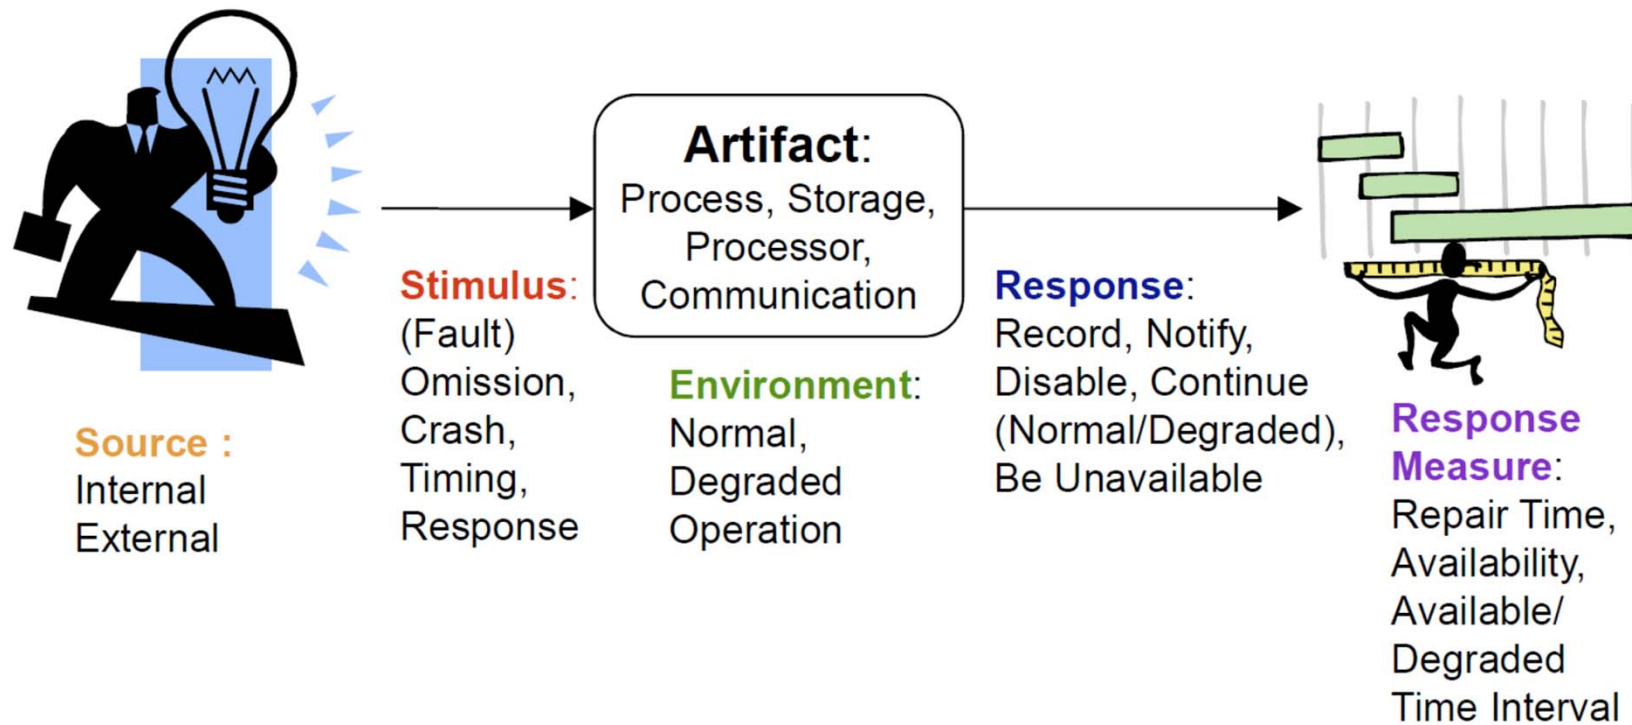 Source :
Internal
External
Stimulus:
(Fault)
Omission,
Crash,
Timing,
Response
Artifact:
Process, Storage,
Processor,
Communication
Environment:
Normal,
Degraded
Operation
Response:
Record, Notify,
Disable, Continue
(Normal/Degraded),
Be Unavailable
Response
Measure:
Repair Time,
Availability,
Available/
Degraded
Time Interval